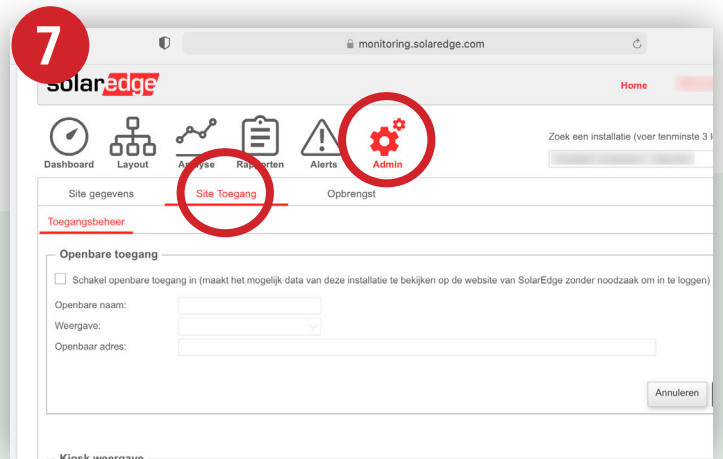 7
monitoring.solaredge.com
solaredge
Home
Dashboard Layout Analyse Rapporten Alerts Admin
Zoek een installatie (voer tenminste 3 l
Site gegevens Site Toegang Opbrengst
Toegangsbeheer
Openbare toegang
Schakel openbare toegang in (maakt het mogelijk data van deze installatie te bekijken op de website van SolarEdge zonder noodzaak om in te loggen)
Openbare naam:
Weergave:
Openbaar adres:
Annuleren
Kiosk weergave